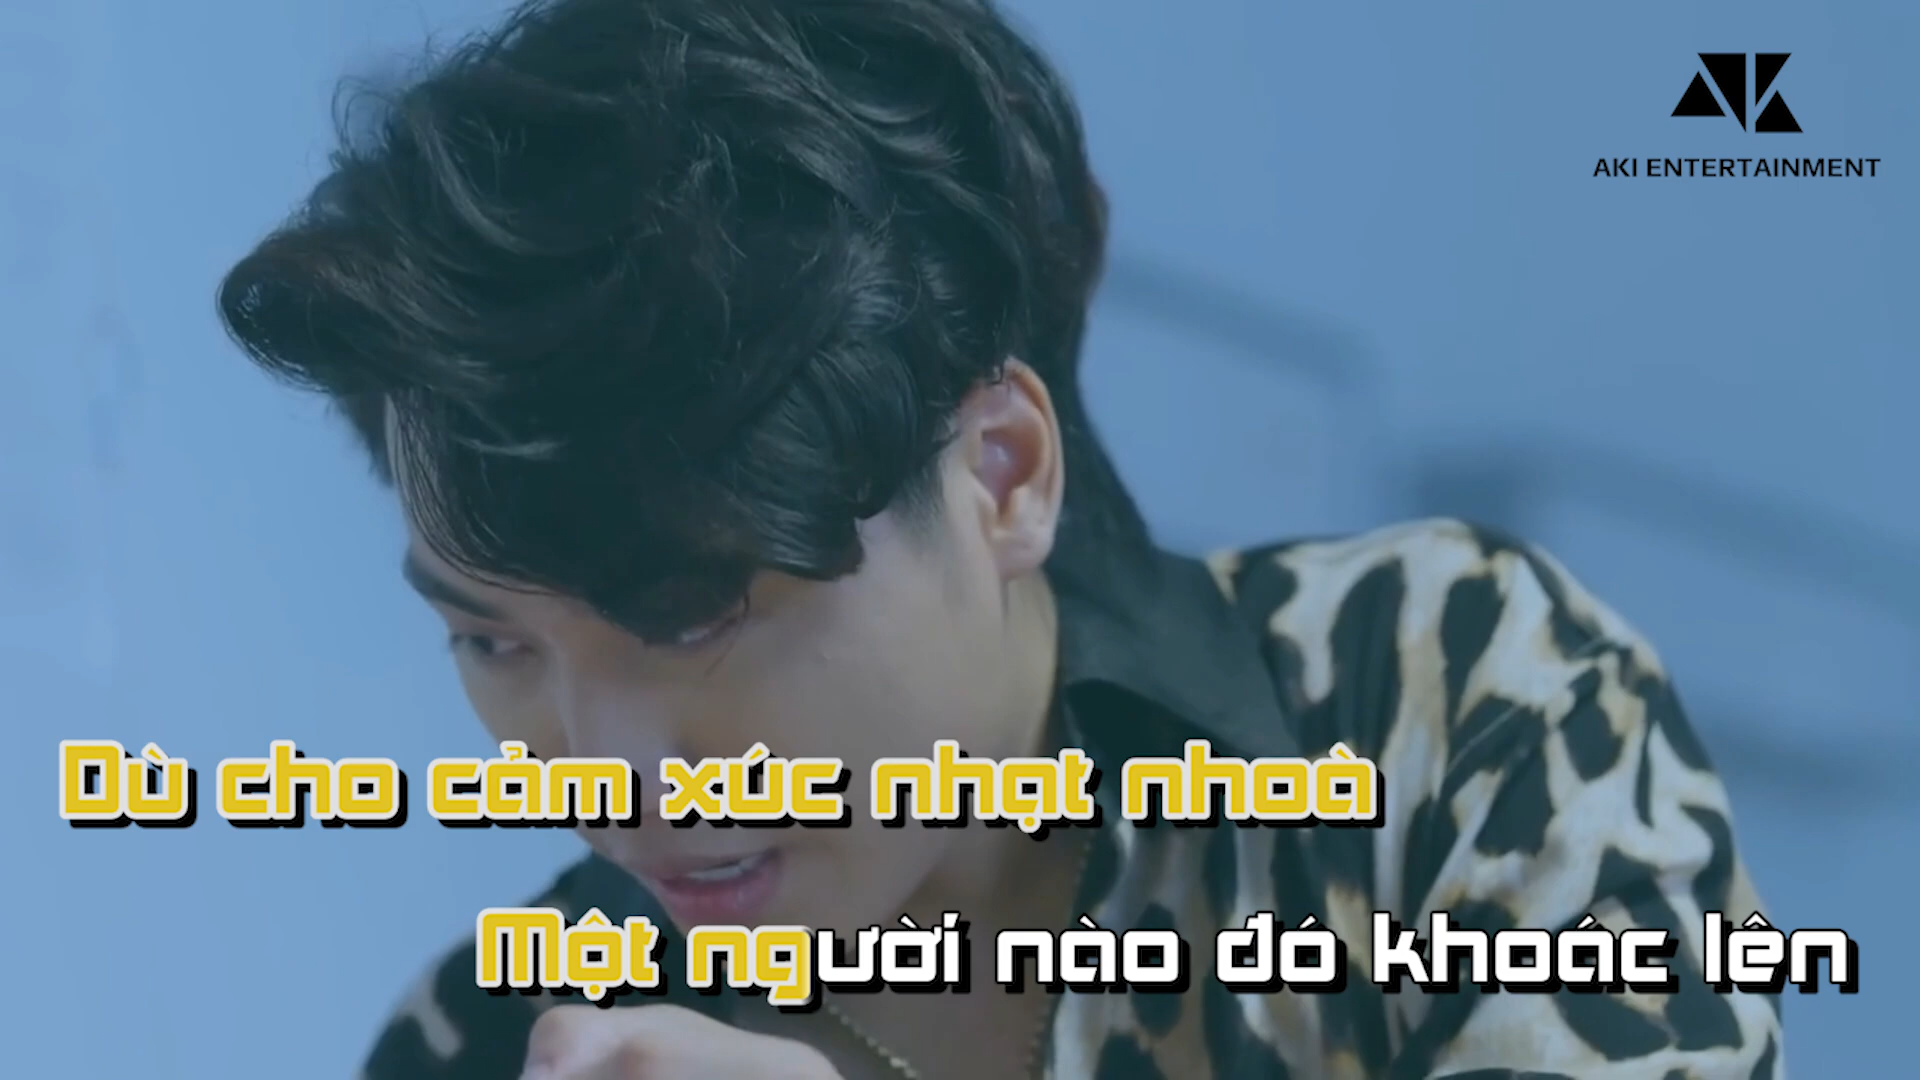 AKI ENTERTAINMENT
Dù cho cảm xúc nhạt nhoà
Một người nào đó khoác lên